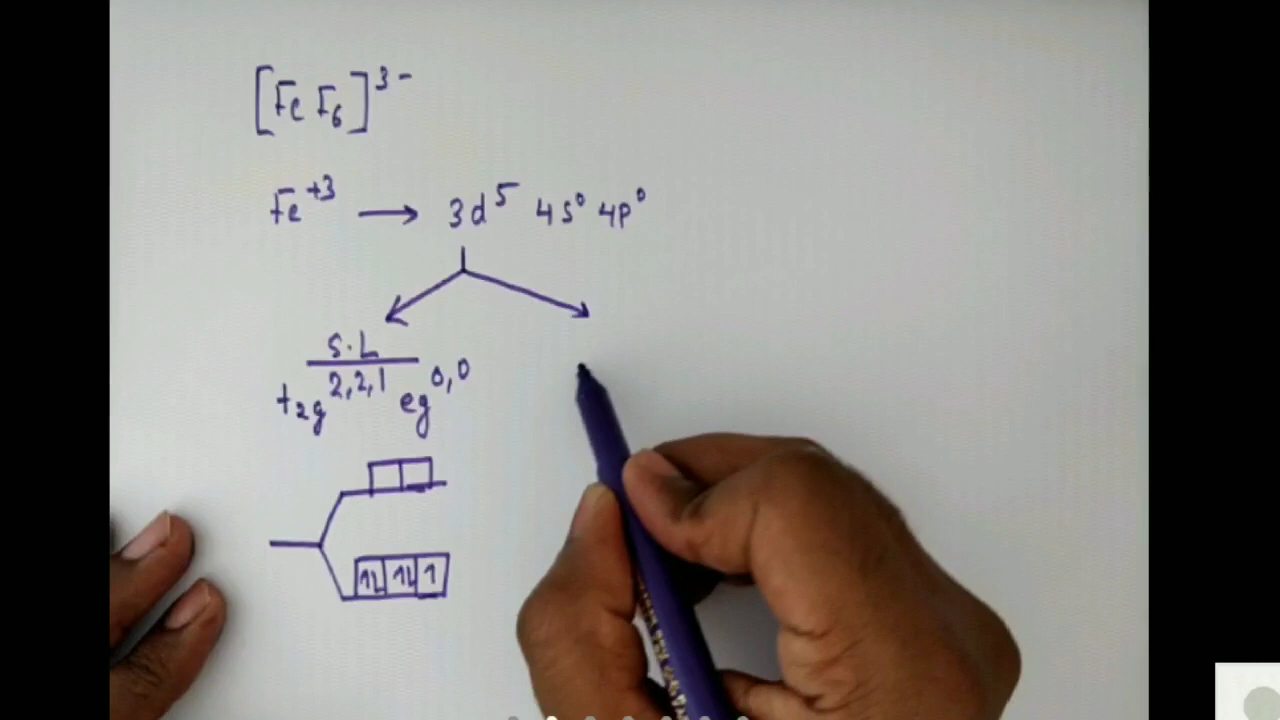 [Fe F₆]³⁻
Fe⁺³ → 3d⁵ 4s⁰ 4p⁰
S.L
t₂g²,²,¹ eg⁰,⁰
1L 1L 1